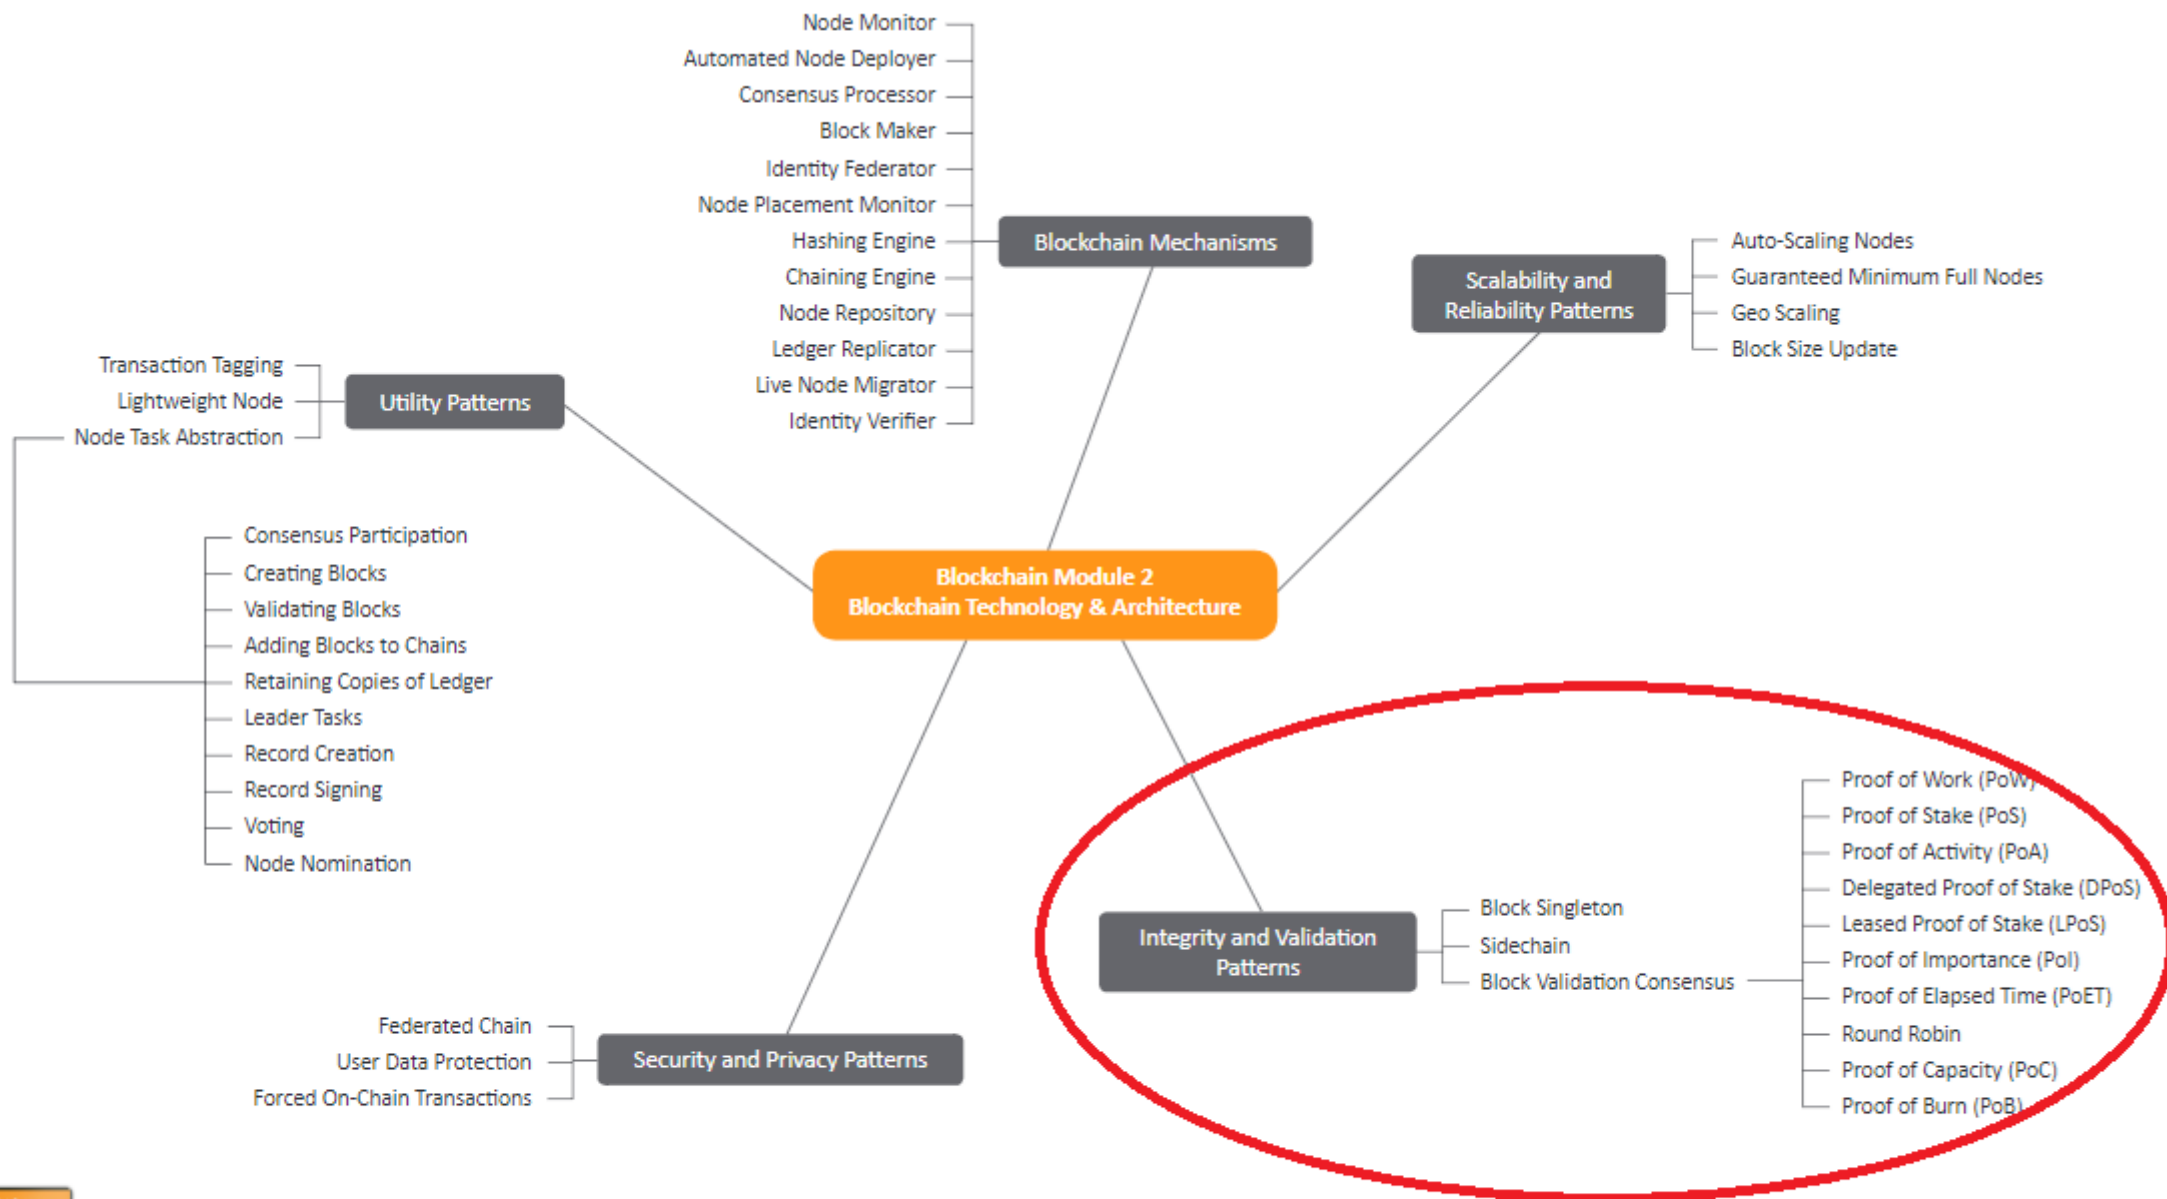 Node Monitor
Automated Node Deployer
Consensus Processor
Block Maker
Identity Federator
Node Placement Monitor
Hashing Engine
Chaining Engine
Node Repository
Ledger Replicator
Live Node Migrator
Identity Verifier
Blockchain Mechanisms
Scalability and
Reliability Patterns
Auto-Scaling Nodes
Guaranteed Minimum Full Nodes
Geo Scaling
Block Size Update
Transaction Tagging
Lightweight Node
Node Task Abstraction
Utility Patterns
Consensus Participation
Creating Blocks
Validating Blocks
Adding Blocks to Chains
Retaining Copies of Ledger
Leader Tasks
Record Creation
Record Signing
Voting
Node Nomination
Blockchain Module 2
Blockchain Technology & Architecture
Integrity and Validation
Patterns
Block Singleton
Sidechain
Block Validation Consensus
Proof of Work (PoW)
Proof of Stake (PoS)
Proof of Activity (PoA)
Delegated Proof of Stake (DPoS)
Leased Proof of Stake (LPoS)
Proof of Importance (PoI)
Proof of Elapsed Time (PoET)
Round Robin
Proof of Capacity (PoC)
Proof of Burn (PoB)
Federated Chain
User Data Protection
Forced On-Chain Transactions
Security and Privacy Patterns